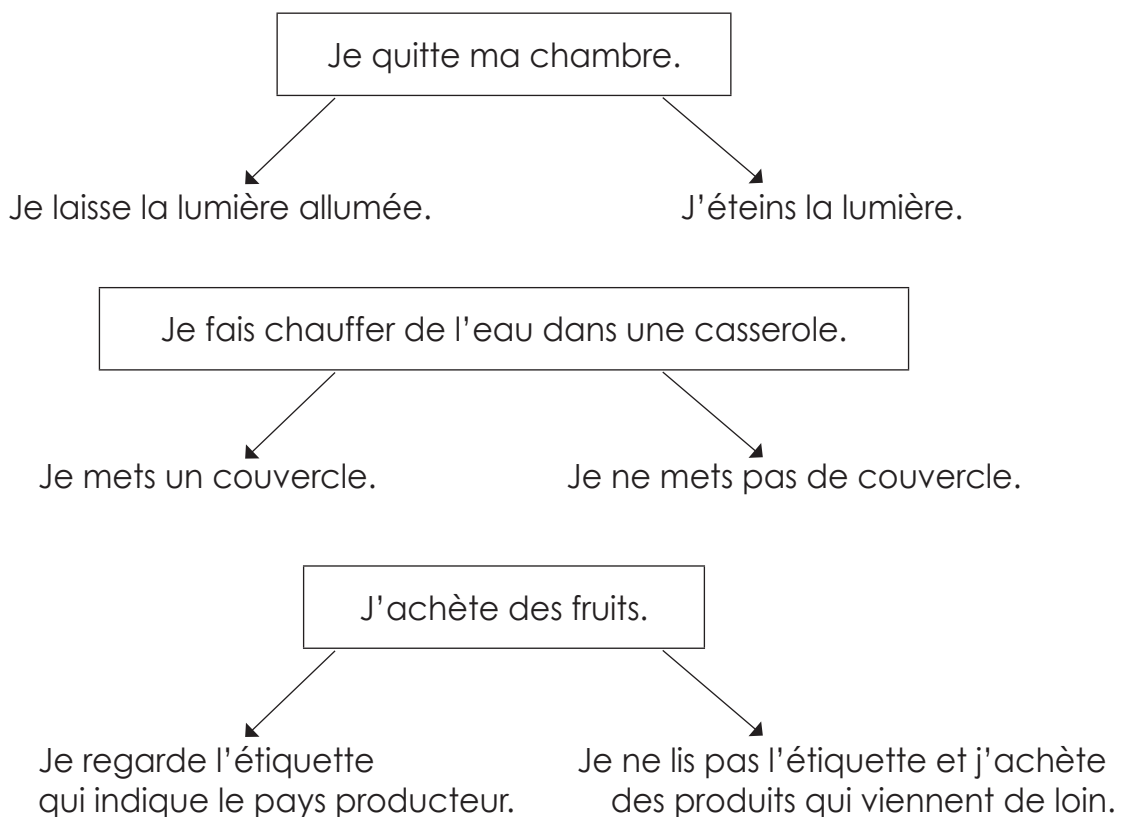 Je quitte ma chambre.
Je laisse la lumière allumée.
J’éteins la lumière.
Je fais chauffer de l’eau dans une casserole.
Je mets un couvercle.
Je ne mets pas de couvercle.
J’achète des fruits.
Je regarde l’étiquette
qui indique le pays producteur.
Je ne lis pas l’étiquette et j’achète
des produits qui viennent de loin.